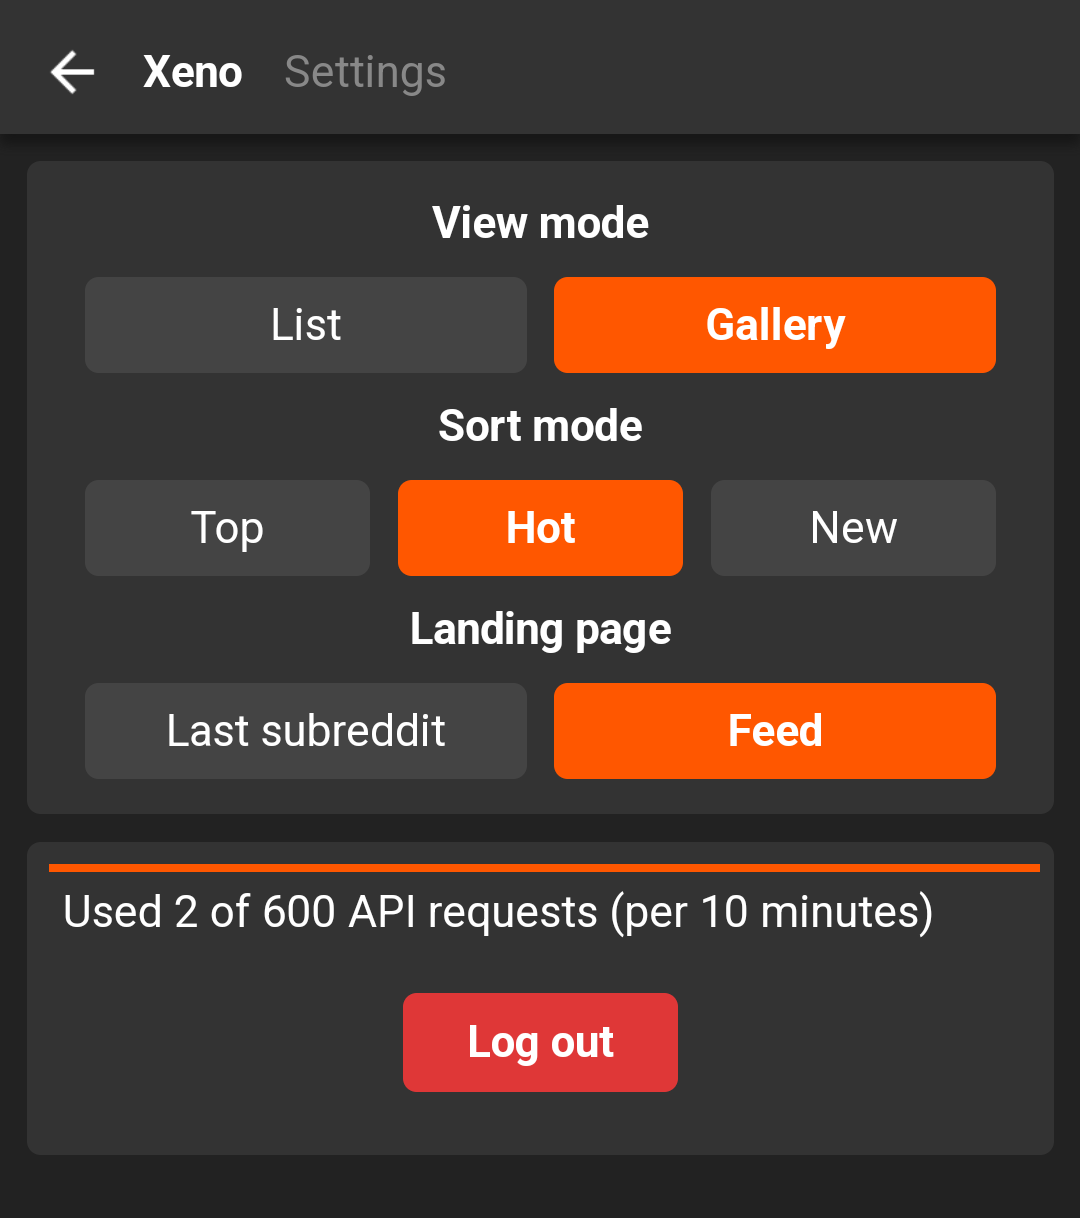 Xeno Settings
View mode
List Gallery
Sort mode
Top Hot New
Landing page
Last subreddit Feed
Used 2 of 600 API requests (per 10 minutes)
Log out